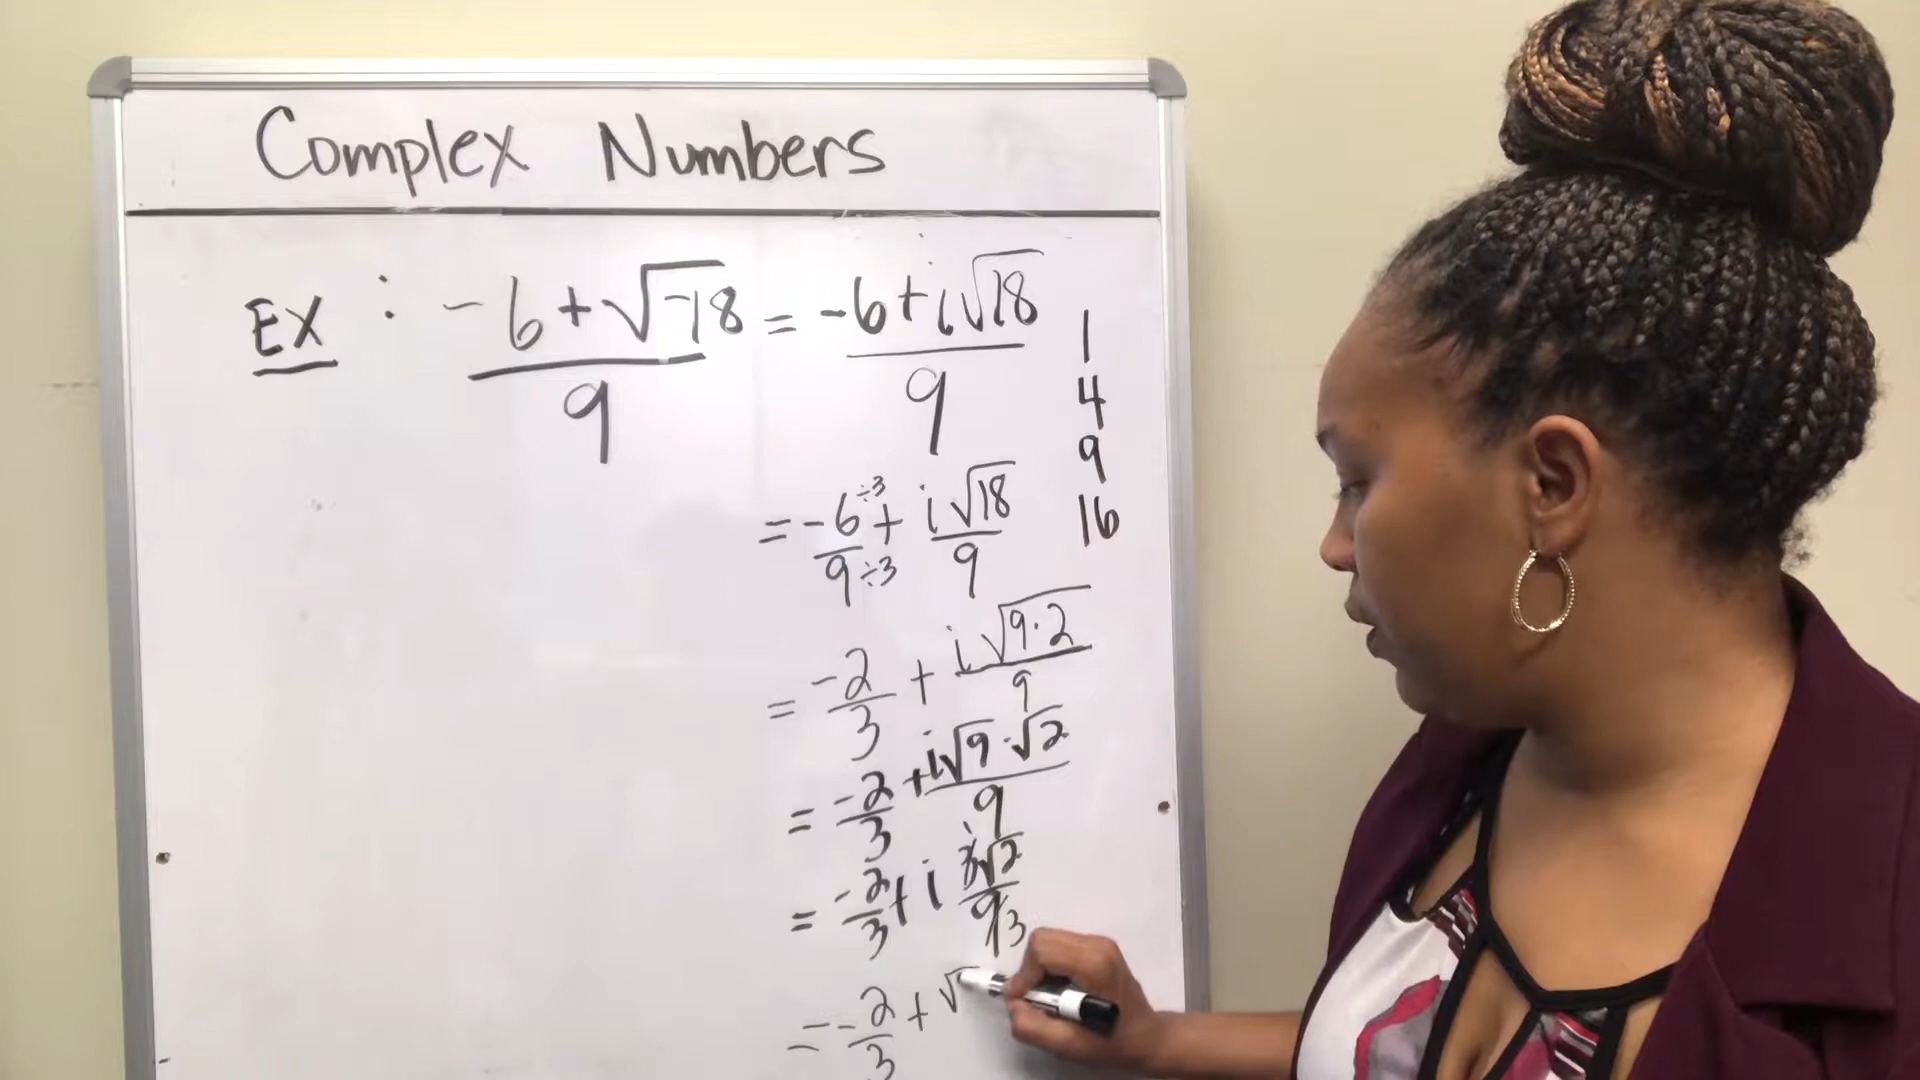 Complex Numbers
EX : -6+√-18 / 9 = -6+i√18 / 9
1
4
9
16
= -6÷3 / 9÷3 + i√18 / 9
= -2/3 + i√9·2 / 9
= -2/3 + i√9·√2 / 9
= -2/3 + i 3√2 / 9 1 3
= -2/3 + √